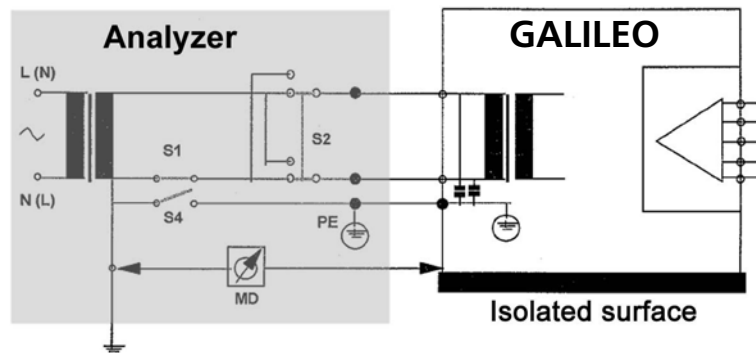 Analyzer
GALILEO
L (N)
S1
S2
N (L)
S4
PE
MD
Isolated surface